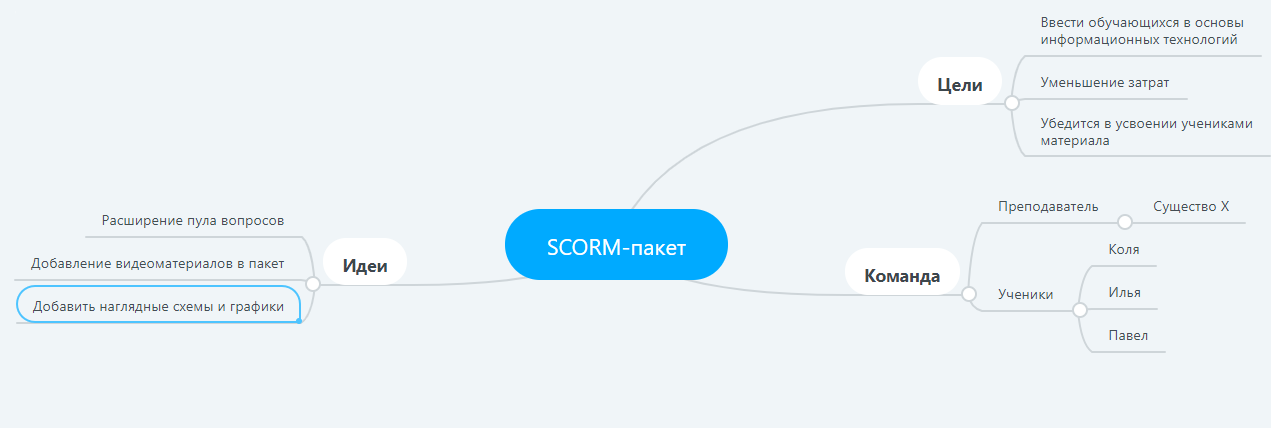 SCORM-пакет
Цели
Ввести обучающихся в основы
информационных технологий
Уменьшение затрат
Убедится в усвоении учениками
материала
Команда
Преподаватель
Существо X
Ученики
Коля
Илья
Павел
Идеи
Расширение пула вопросов
Добавление видеоматериалов в пакет
Добавить наглядные схемы и графики